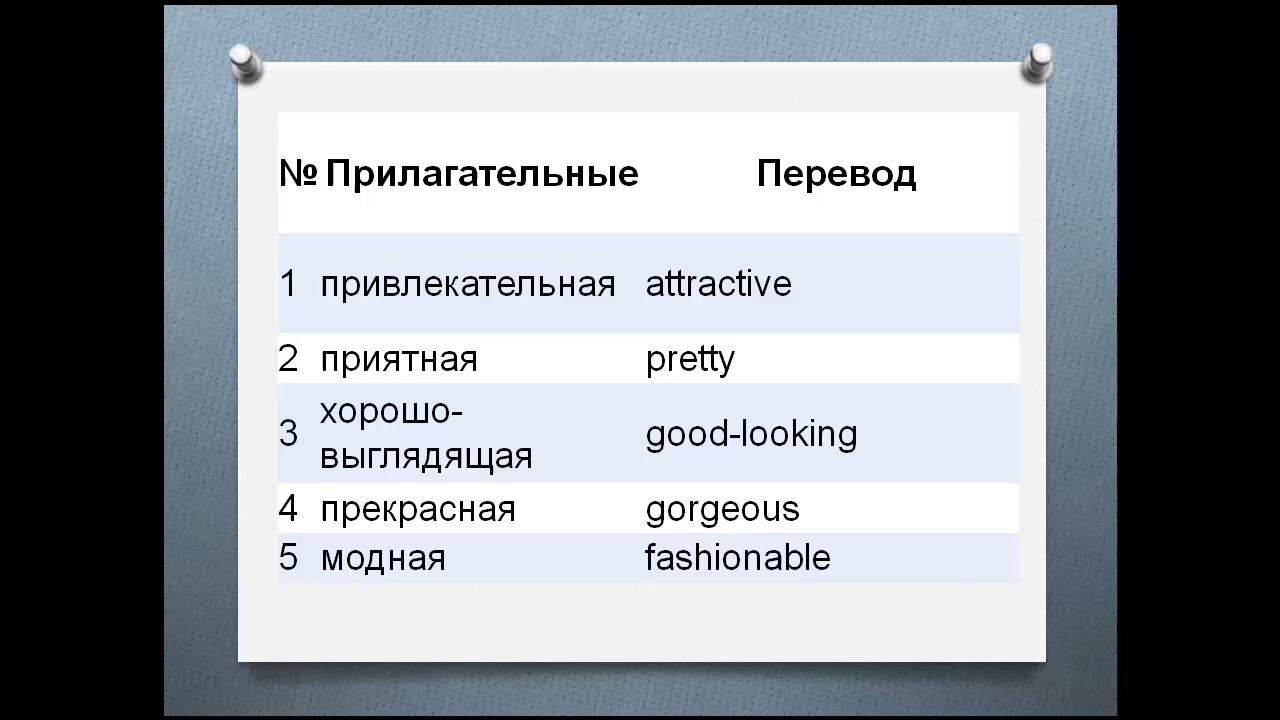 № Прилагательные Перевод
1 привлекательная attractive
2 приятная pretty
3 хорошо-
выглядящая good-looking
4 прекрасная gorgeous
5 модная fashionable